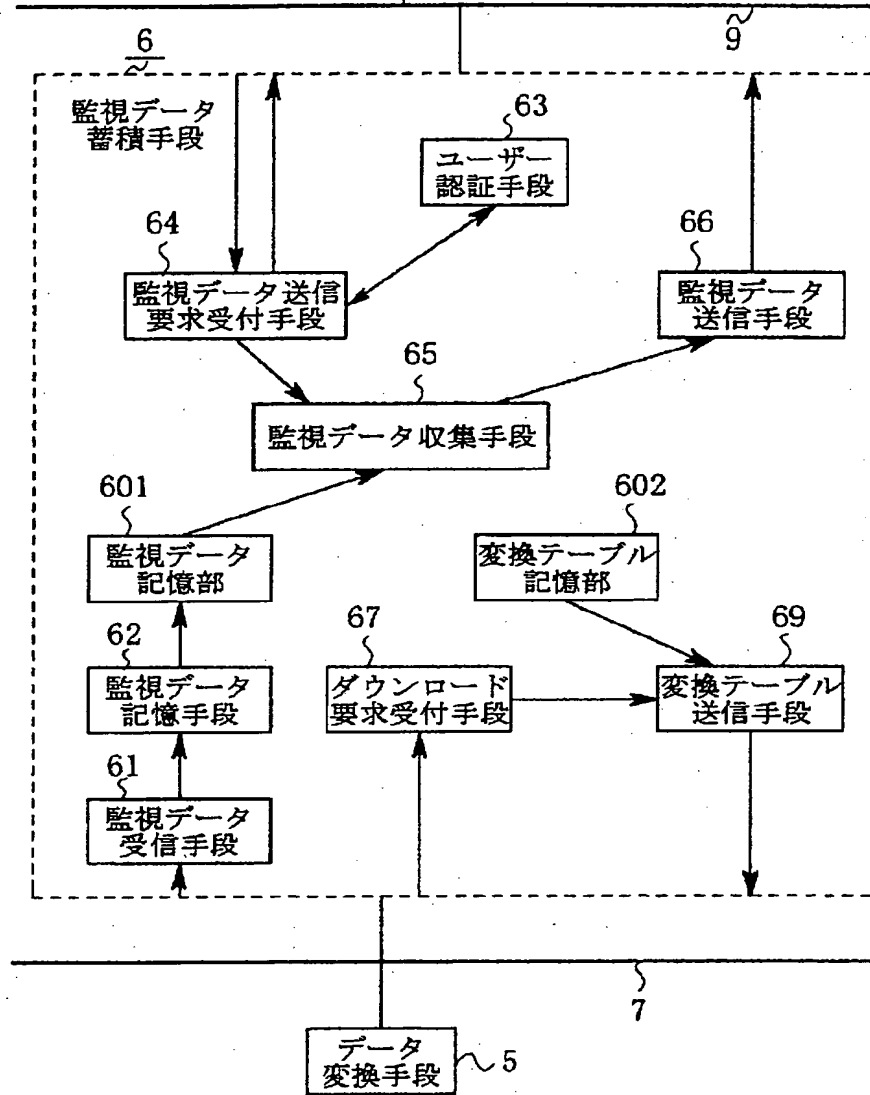 9
6
監視データ
蓄積手段
63
ユーザー
認証手段
64
監視データ送信
要求受付手段
66
監視データ
送信手段
65
監視データ収集手段
601
監視データ
記憶部
602
変換テーブル
記憶部
62
監視データ
記憶手段
67
ダウンロード
要求受付手段
69
変換テーブル
送信手段
61
監視データ
受信手段
7
データ
変換手段
5